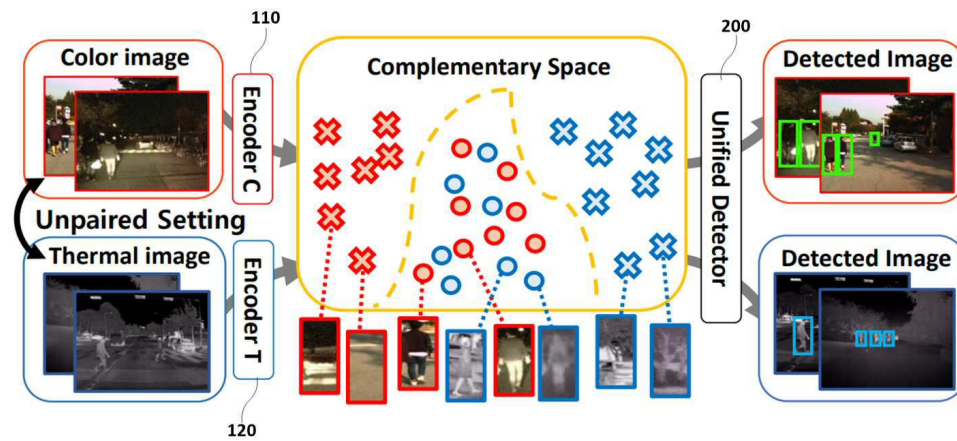 110
200
Color image
Encoder C
Complementary Space
Unified Detector
Detected Image
Unpaired Setting
Thermal image
Encoder T
Detected Image
120